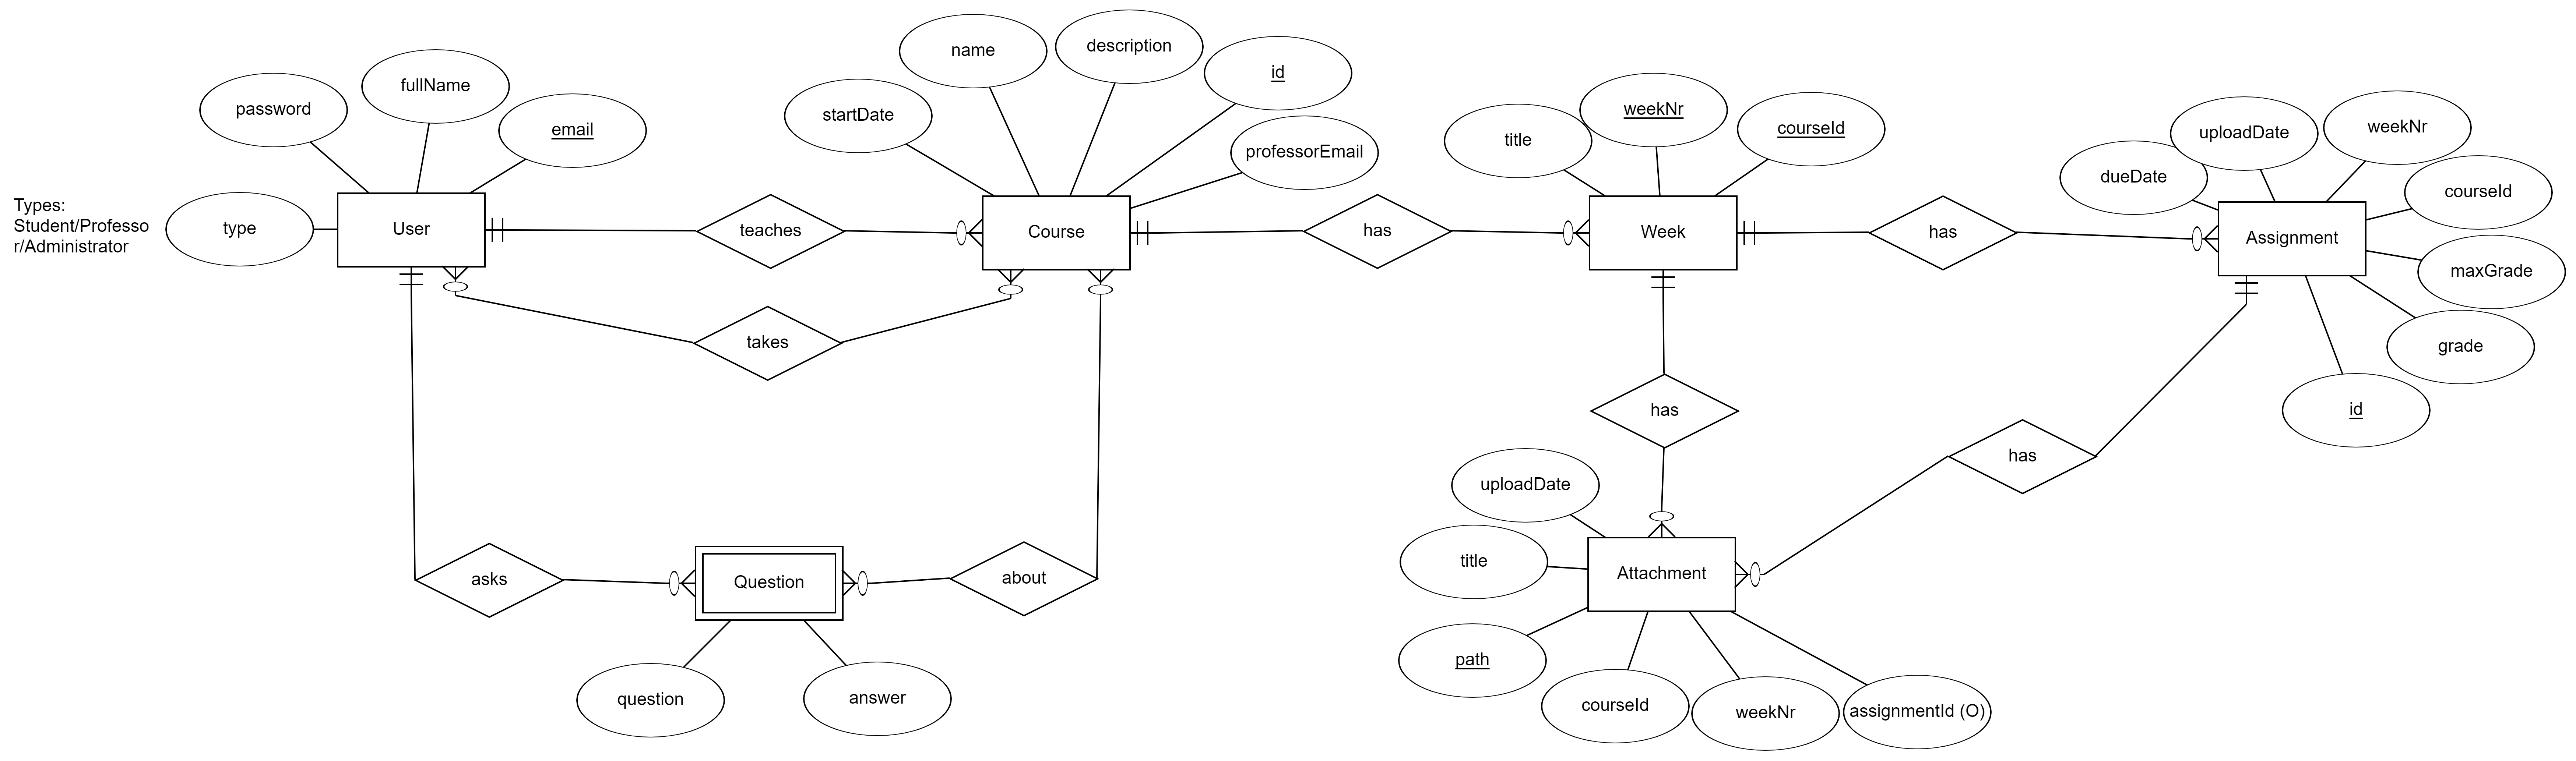 name
description
id
fullName
password
email
startDate
professorEmail
title
weekNr
courseId
uploadDate
weekNr
dueDate
courseId
Types:
Student/Professo
r/Administrator
type
User
teaches
Course
has
Week
has
Assignment
maxGrade
takes
grade
has
id
has
uploadDate
title
asks
Question
about
Attachment
path
question
answer
courseId
weekNr
assignmentId (O)